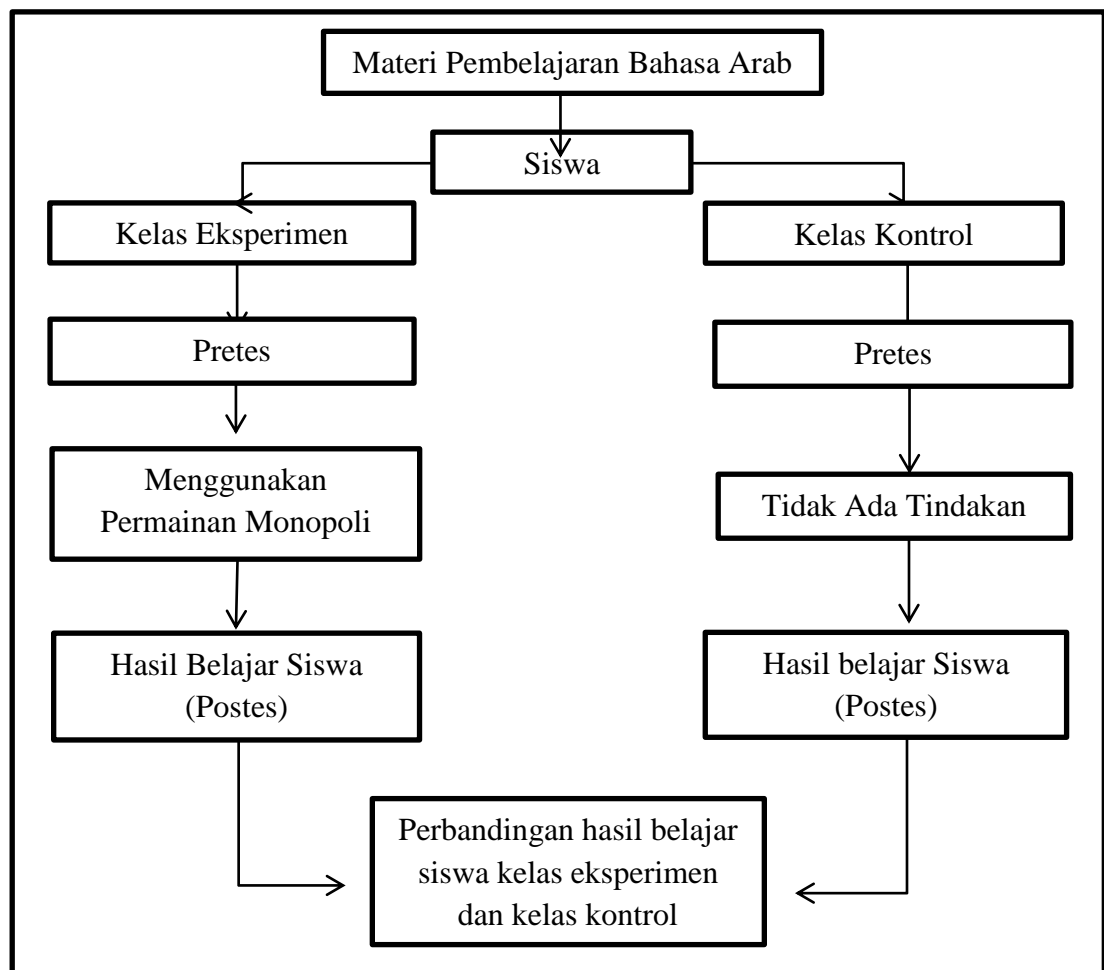 Materi Pembelajaran Bahasa Arab
Siswa
Kelas Eksperimen
Kelas Kontrol
Pretes
Pretes
Menggunakan
Permainan Monopoli
Tidak Ada Tindakan
Hasil Belajar Siswa
(Postes)
Hasil belajar Siswa
(Postes)
Perbandingan hasil belajar
siswa kelas eksperimen
dan kelas kontrol